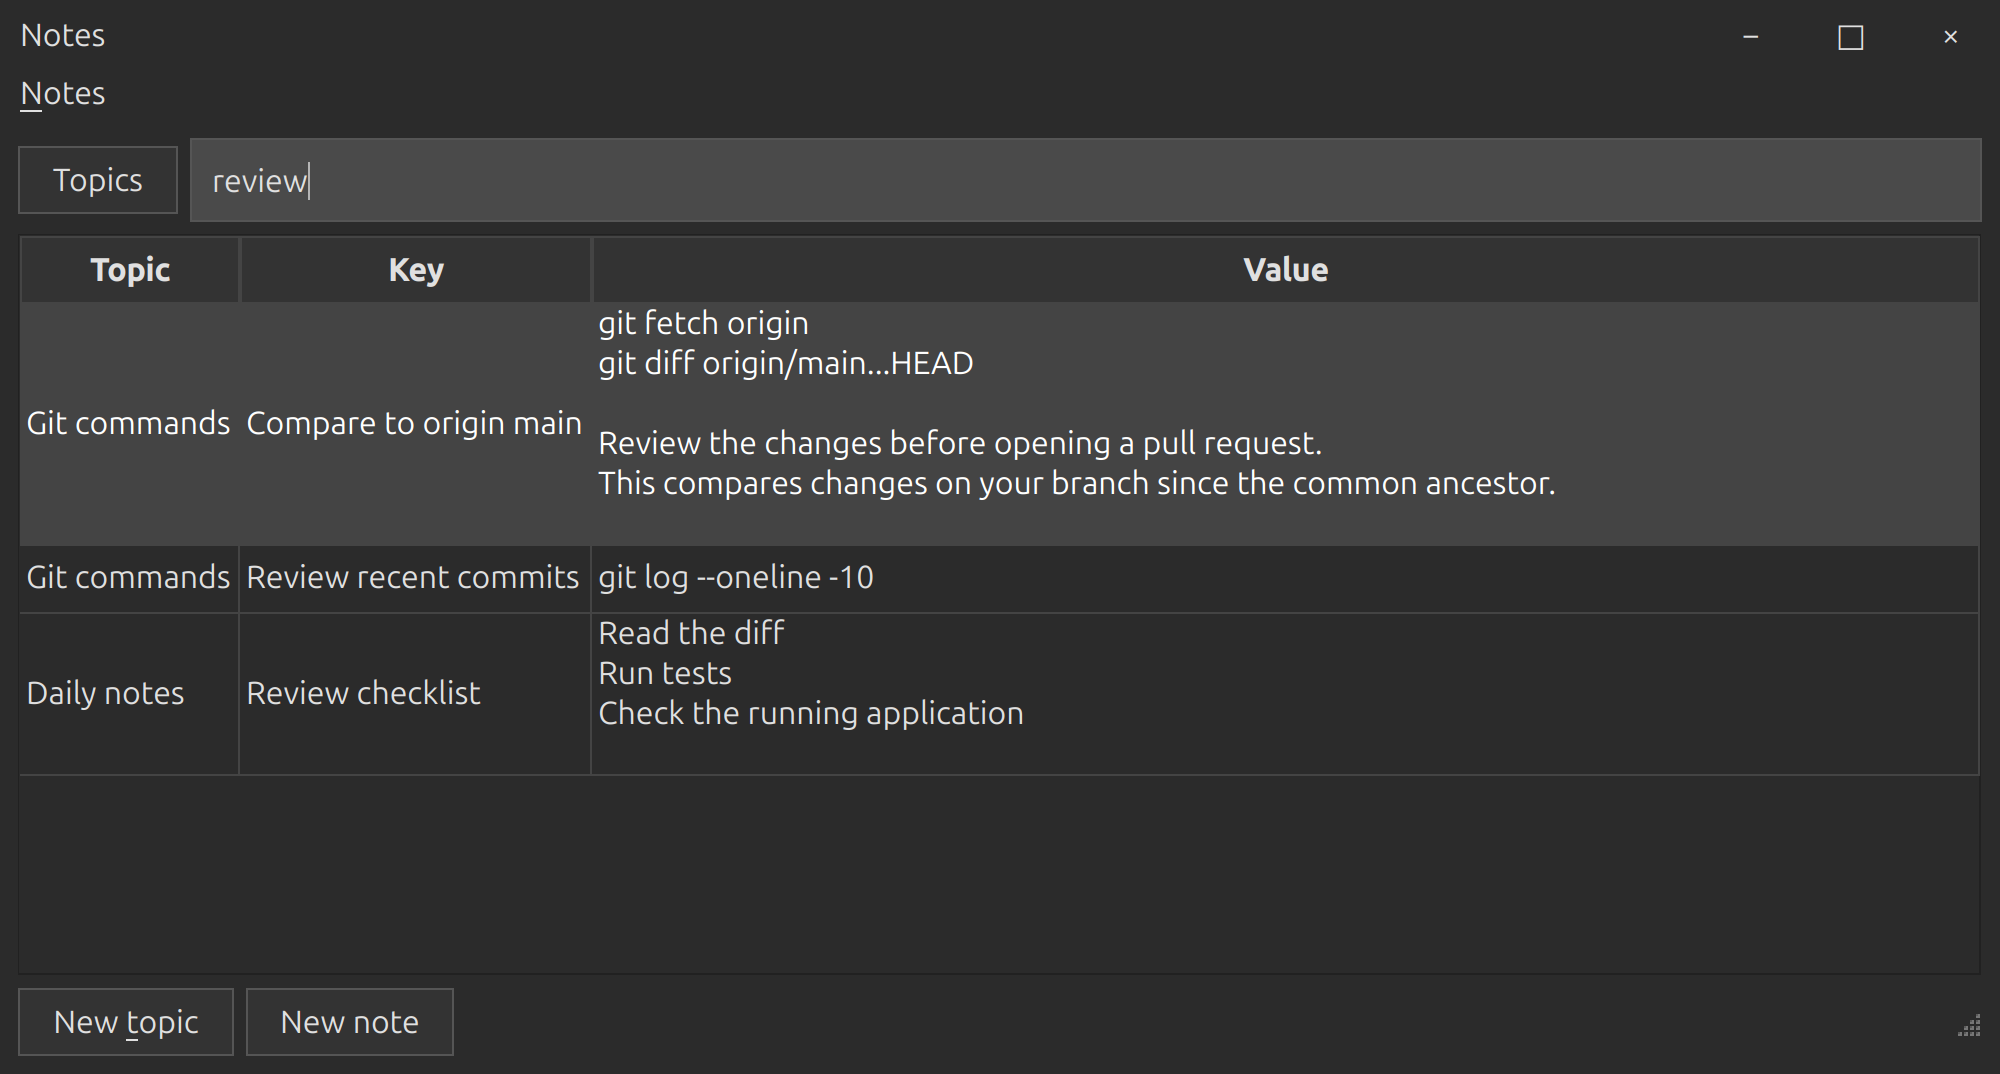 Notes
Notes
Topics
review
Topic Key Value
git fetch origin
git diff origin/main...HEAD
Git commands Compare to origin main
Review the changes before opening a pull request.
This compares changes on your branch since the common ancestor.
Git commands Review recent commits git log --oneline -10
Read the diff
Run tests
Daily notes Review checklist
Check the running application
New topic New note